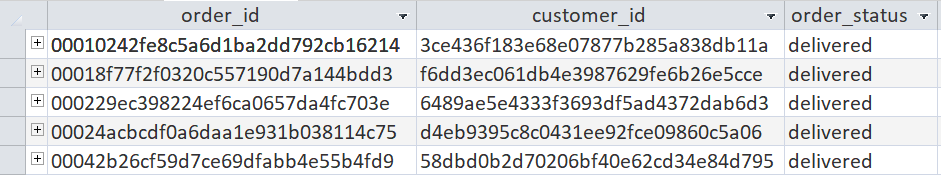 order_id customer_id order_status
00010242fe8c5a6d1ba2dd792cb16214 3ce436f183e68e07877b285a838db11a delivered
00018f77f2f0320c557190d7a144bdd3 f6dd3ec061db4e3987629fe6b26e5cce delivered
000229ec398224ef6ca0657da4fc703e 6489ae5e4333f3693df5ad4372dab6d3 delivered
00024acbcdf0a6daa1e931b038114c75 d4eb9395c8c0431ee92fce09860c5a06 delivered
00042b26cf59d7ce69dfabb4e55b4fd9 58dbd0b2d70206bf40e62cd34e84d795 delivered